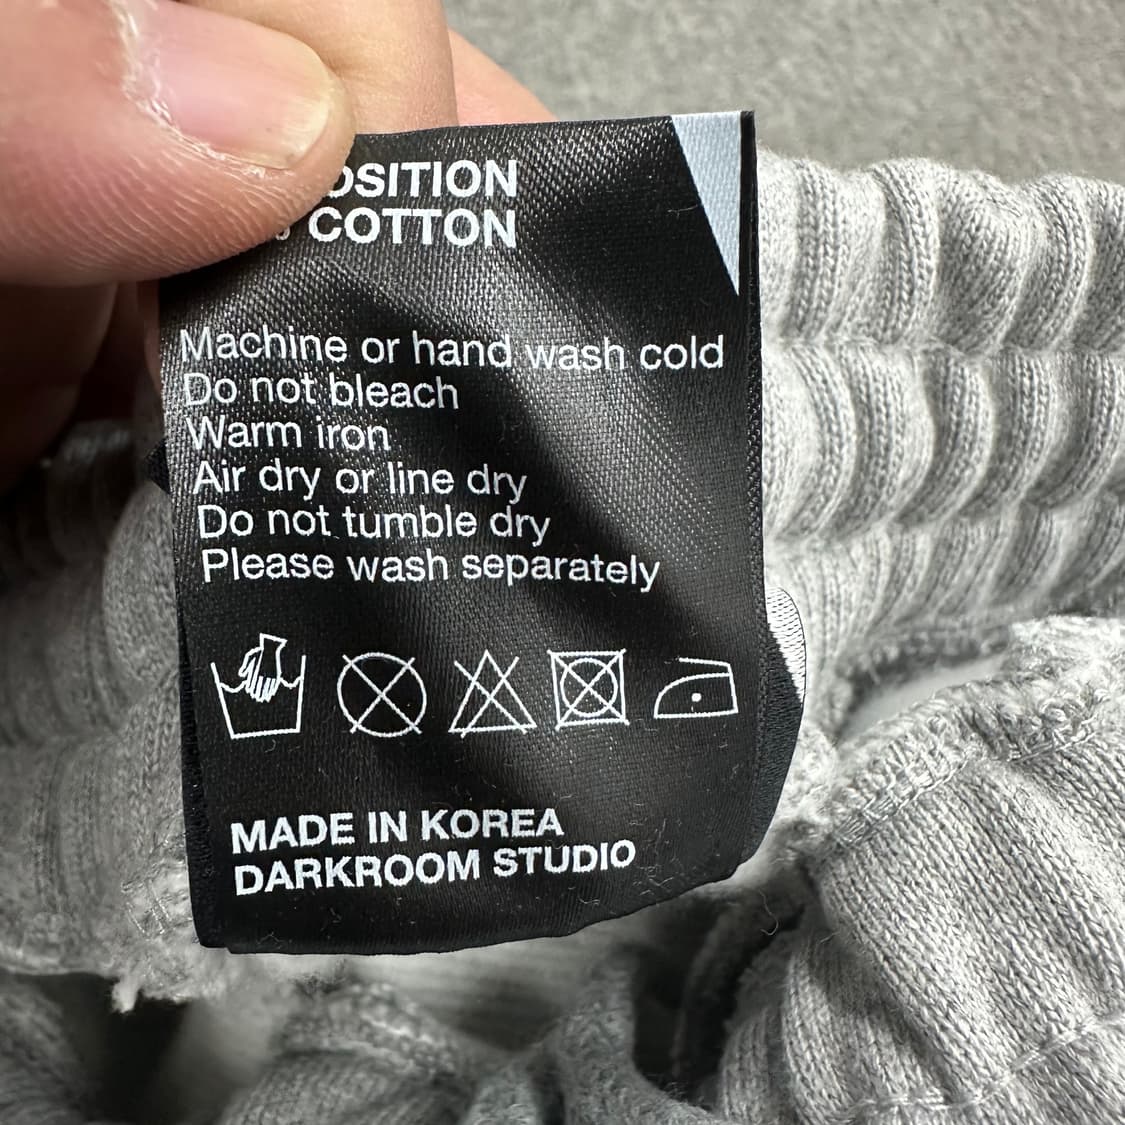 OSITION
COTTON
Machine or hand wash cold
Do not bleach
Warm iron
Air dry or line dry
Do not tumble dry
Please wash separately
MADE IN KOREA
DARKROOM STUDIO